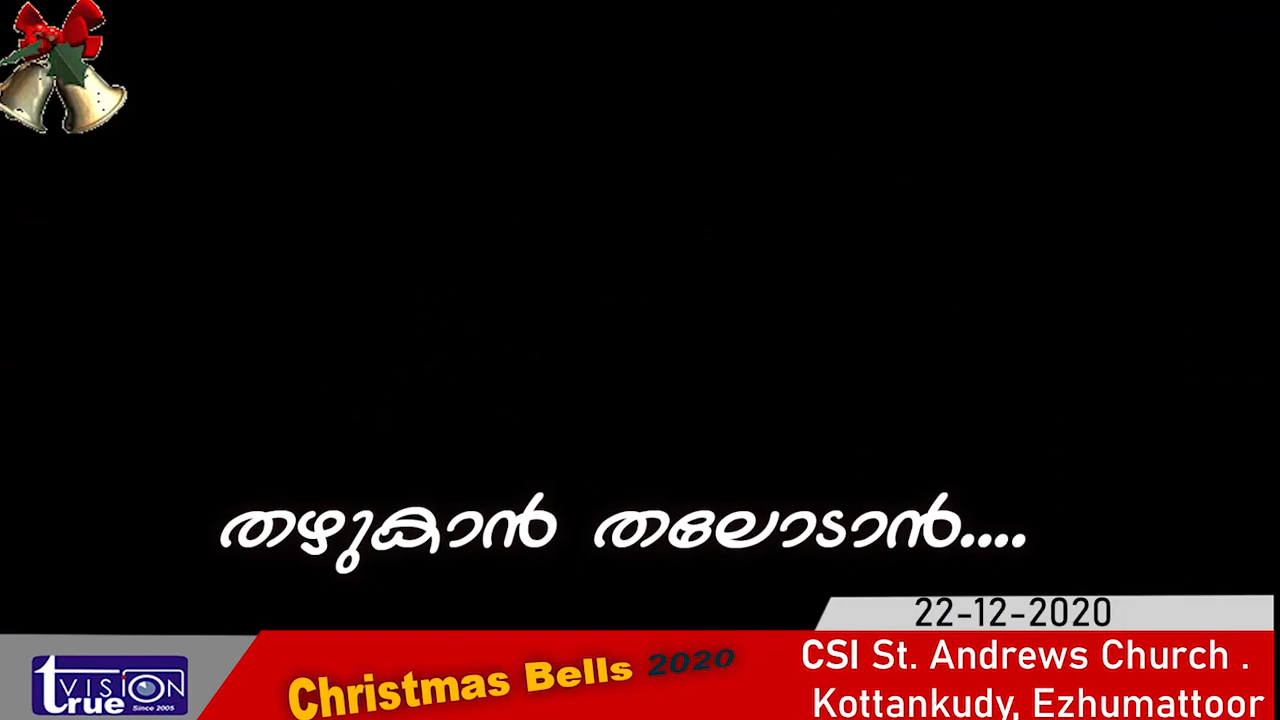 തഴുകാൻ തലോടാൻ....
22-12-2020
true VISION
Since 2005
Christmas Bells 2020
CSI St. Andrews Church .
Kottankudy, Ezhumattoor